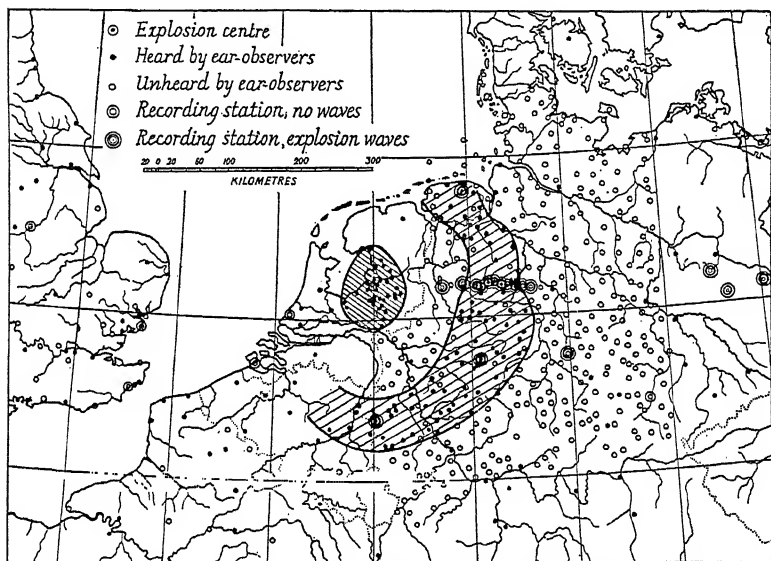 Explosion centre
Heard by ear-observers
Unheard by ear-observers
Recording station, no waves
Recording station, explosion waves
20 0 20 60 100 200 300
KILOMETRES